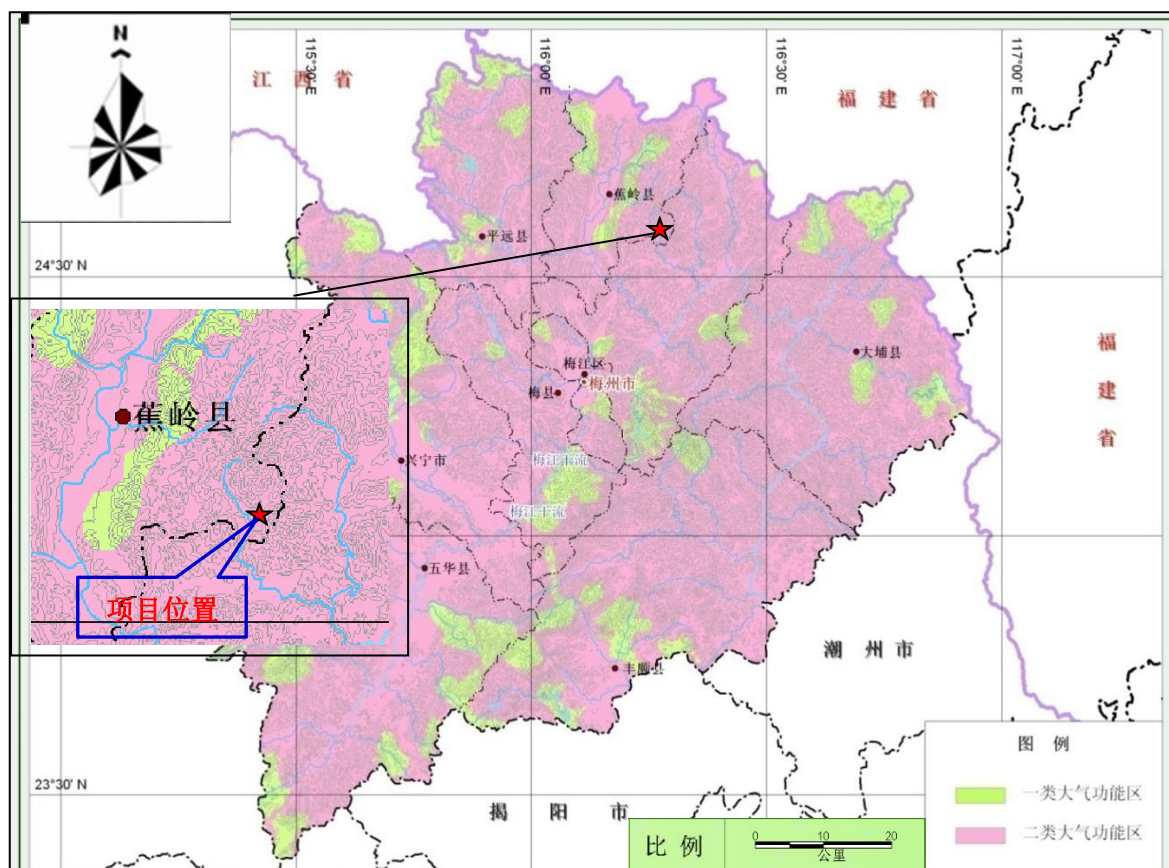 N
115°30' E
116°00' E
116°30' E
117°00' E
江西省
福建省
蕉岭县
平远县
24°30' N
福建省
大埔县
梅江区
梅州市
梅县
蕉岭县
兴宁市
梅江干流
梅江干流
五华县
项目位置
潮州市
丰顺县
图 例
一类大气功能区
二类大气功能区
23°30' N
揭阳市
比 例
0 10 20
公里